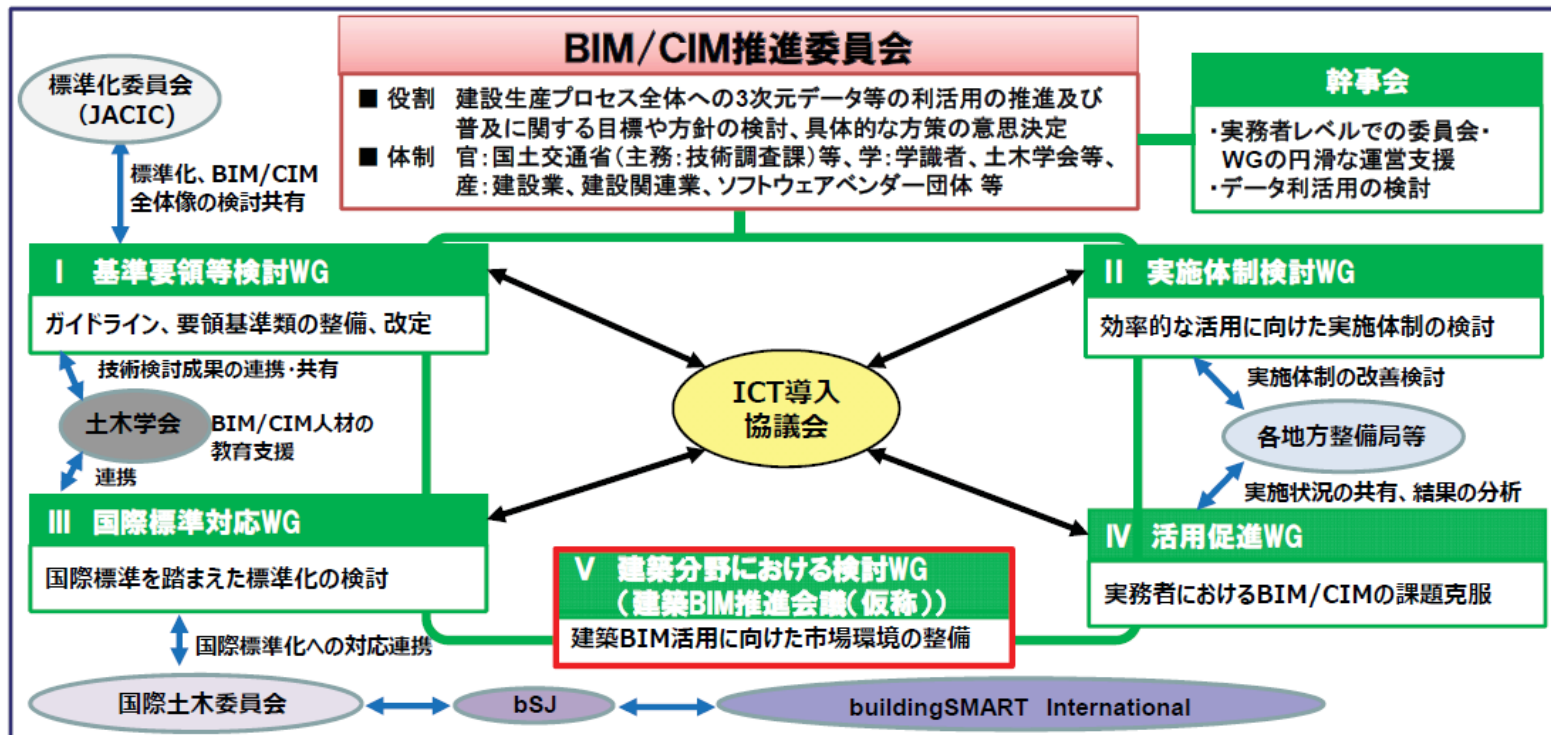 BIM/CIM推進委員会
■ 役割 建設生産プロセス全体への3次元データ等の利活用の推進及び
普及に関する目標や方針の検討、具体的な方策の意思決定
■ 体制 官：国土交通省（主務：技術調査課）等、学：学識者、土木学会等、
産：建設業、建設関連業、ソフトウェアベンダー団体 等
幹事会
・実務者レベルでの委員会・
WGの円滑な運営支援
・データ利活用の検討
標準化委員会
（JACIC）
標準化、BIM/CIM
全体像の検討共有
Ⅰ 基準要領等検討WG
ガイドライン、要領基準類の整備、改定
Ⅱ 実施体制検討WG
効率的な活用に向けた実施体制の検討
技術検討成果の連携・共有
土木学会
BIM/CIM人材の
教育支援
連携
ICT導入
協議会
実施体制の改善検討
各地方整備局等
実施状況の共有、結果の分析
Ⅲ 国際標準対応WG
国際標準を踏まえた標準化の検討
Ⅳ 活用促進WG
実務者におけるBIM/CIMの課題克服
Ⅴ 建築分野における検討WG
（建築BIM推進会議（仮称））
建築BIM活用に向けた市場環境の整備
国際標準化への対応連携
国際土木委員会
bSJ
buildingSMART International